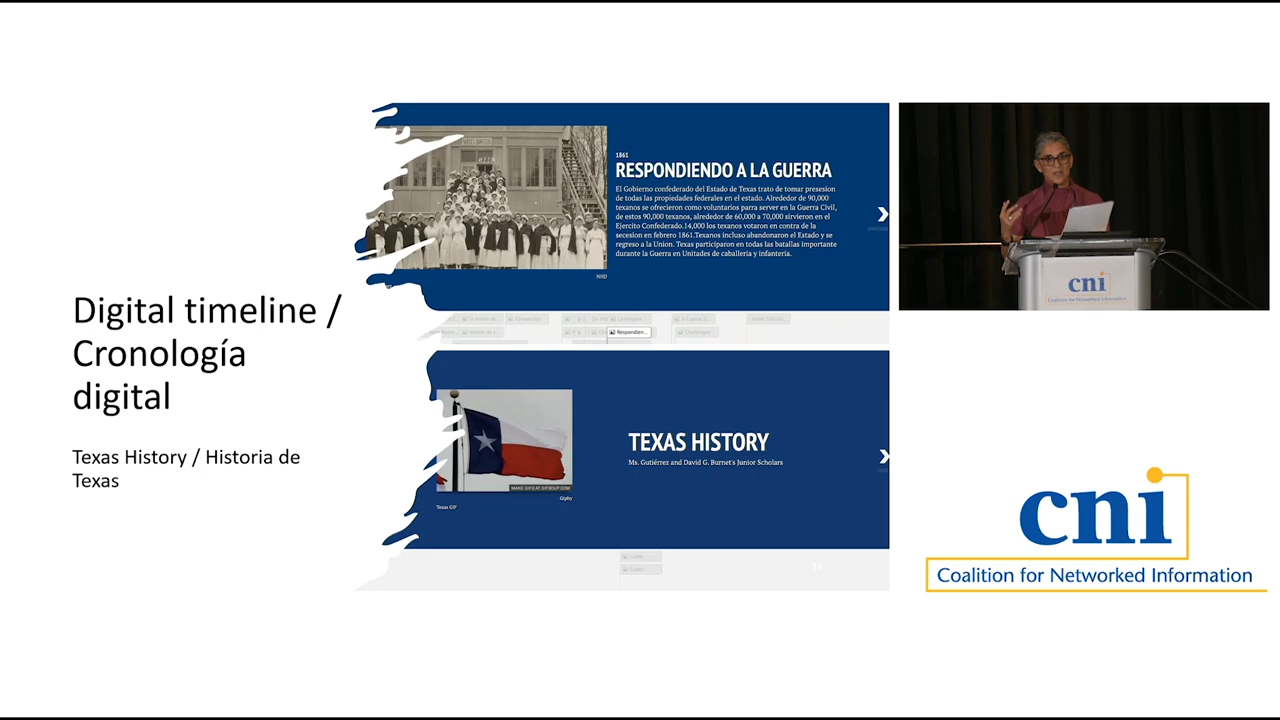 Digital timeline /
Cronología
digital
Texas History / Historia de
Texas
1861
RESPONDIENDO A LA GUERRA
El Gobierno confederado del Estado de Texas trato de tomar presesion
de todas las propiedades federales en el estado. Alrededor de 90,000
texanos se ofrecieron como voluntarios parra server en la Guerra Civil,
de estos 90,000 texanos, alrededor de 60,000 a 70,000 sirvieron en el
Ejercito Confederado.14,000 los texanos votaron en contra de la
secesion en febrero 1861.Texanos incluso abandonaron el Estado y se
regreso a la Union. Texas participaron en todas las batallas importante
durante la Guerra en Unitades de caballeria y infanteria.
NHD
Respondien...
TEXAS HISTORY
Ms. Gutiérrez and David G. Burnet's Junior Scholars
MAKE GIFS AT GIFSOUP.COM
Giphy
Texas GIF
15
cni
Coalition for Networked Information
cni
Coalition for Networked Information